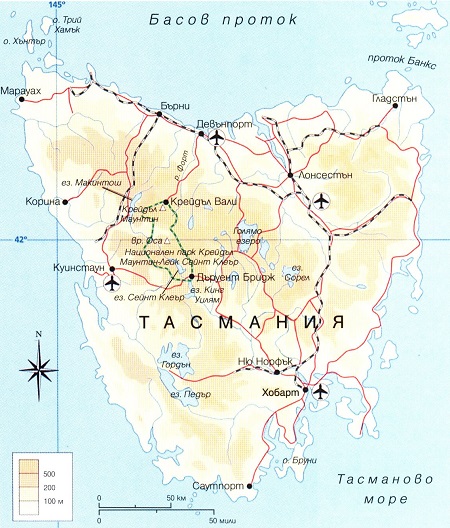 145°
Басов проток
о. Трий
Хамък
о. Хънтър
проток Банкс
Марауах
Бърни
Девънпорт
Гладстън
р. Форт
Лонсестън
ез. Макинтош
Корина
Крейдъл Вали
Крейдъл
Маунтин
42°
вр. Оса
Голямо
езеро
42°
Национален парк Крейдъл
Маунтин-Лейк Сейнт Клеър
Куинстаун
Дъруент Бридж
ез. Сорел
ез. Сейнт Клеър
ез. Кинг
Уилям
ТАСМАНИЯ
ез.
Гордън
Ню Норфък
ез. Педър
Хобарт
N
р. Бруни
500
200
100 м
Саутпорт
Тасманово
море
0 50 км
0 50 мили
145°